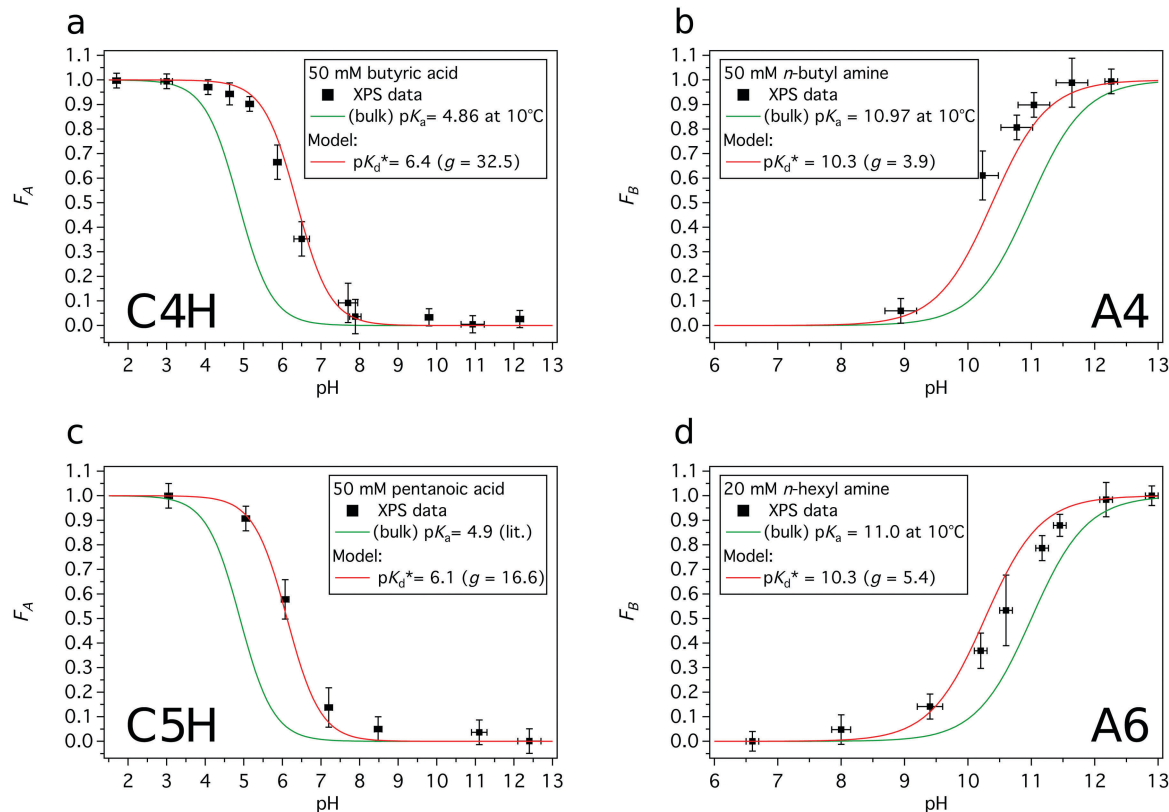 a
1.1
1.0
0.9
0.8
0.7
0.6
0.5
0.4
0.3
0.2
0.1
0.0
F_A
50 mM butyric acid
XPS data
(bulk) pKa= 4.86 at 10°C
Model:
pKd*= 6.4 (g = 32.5)
C4H
2 3 4 5 6 7 8 9 10 11 12 13
pH
b
1.1
1.0
0.9
0.8
0.7
0.6
0.5
0.4
0.3
0.2
0.1
0.0
F_B
50 mM n-butyl amine
XPS data
(bulk) pKa = 10.97 at 10°C
Model:
pKd* = 10.3 (g = 3.9)
A4
6 7 8 9 10 11 12 13
pH
c
1.1
1.0
0.9
0.8
0.7
0.6
0.5
0.4
0.3
0.2
0.1
0.0
F_A
50 mM pentanoic acid
XPS data
(bulk) pKa= 4.9 (lit.)
Model:
pKd*= 6.1 (g = 16.6)
C5H
2 3 4 5 6 7 8 9 10 11 12 13
pH
d
1.1
1.0
0.9
0.8
0.7
0.6
0.5
0.4
0.3
0.2
0.1
0.0
F_B
20 mM n-hexyl amine
XPS data
(bulk) pKa = 11.0 at 10°C
Model:
pKd* = 10.3 (g = 5.4)
A6
6 7 8 9 10 11 12 13
pH